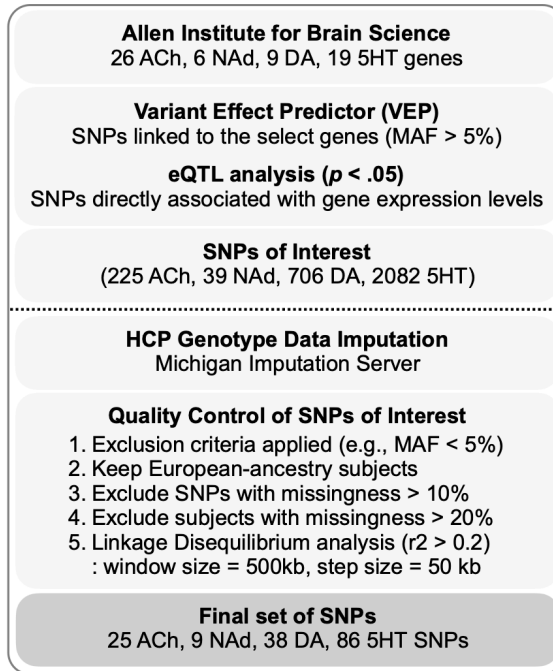 Allen Institute for Brain Science
26 ACh, 6 NAd, 9 DA, 19 5HT genes
Variant Effect Predictor (VEP)
SNPs linked to the select genes (MAF > 5%)
eQTL analysis (p < .05)
SNPs directly associated with gene expression levels
SNPs of Interest
(225 ACh, 39 NAd, 706 DA, 2082 5HT)
HCP Genotype Data Imputation
Michigan Imputation Server
Quality Control of SNPs of Interest
1. Exclusion criteria applied (e.g., MAF < 5%)
2. Keep European-ancestry subjects
3. Exclude SNPs with missingness > 10%
4. Exclude subjects with missingness > 20%
5. Linkage Disequilibrium analysis (r2 > 0.2)
: window size = 500kb, step size = 50 kb
Final set of SNPs
25 ACh, 9 NAd, 38 DA, 86 5HT SNPs